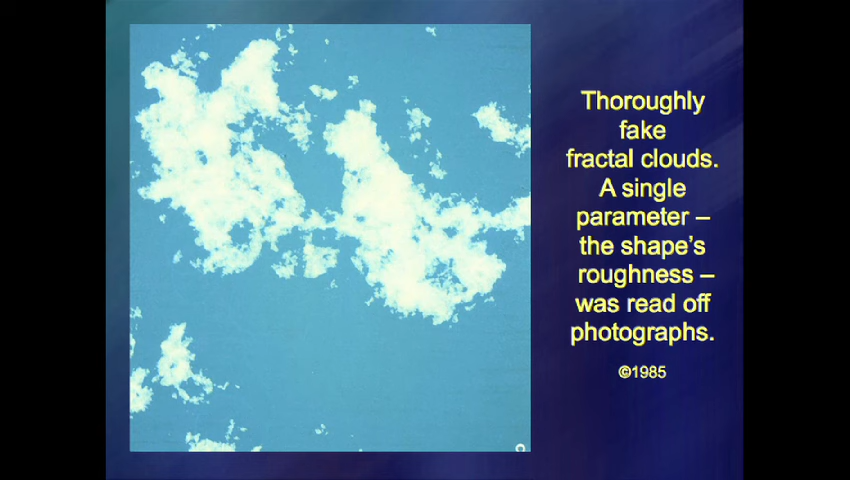 Thoroughly
fake
fractal clouds.
A single
parameter –
the shape's
roughness –
was read off
photographs.
©1985